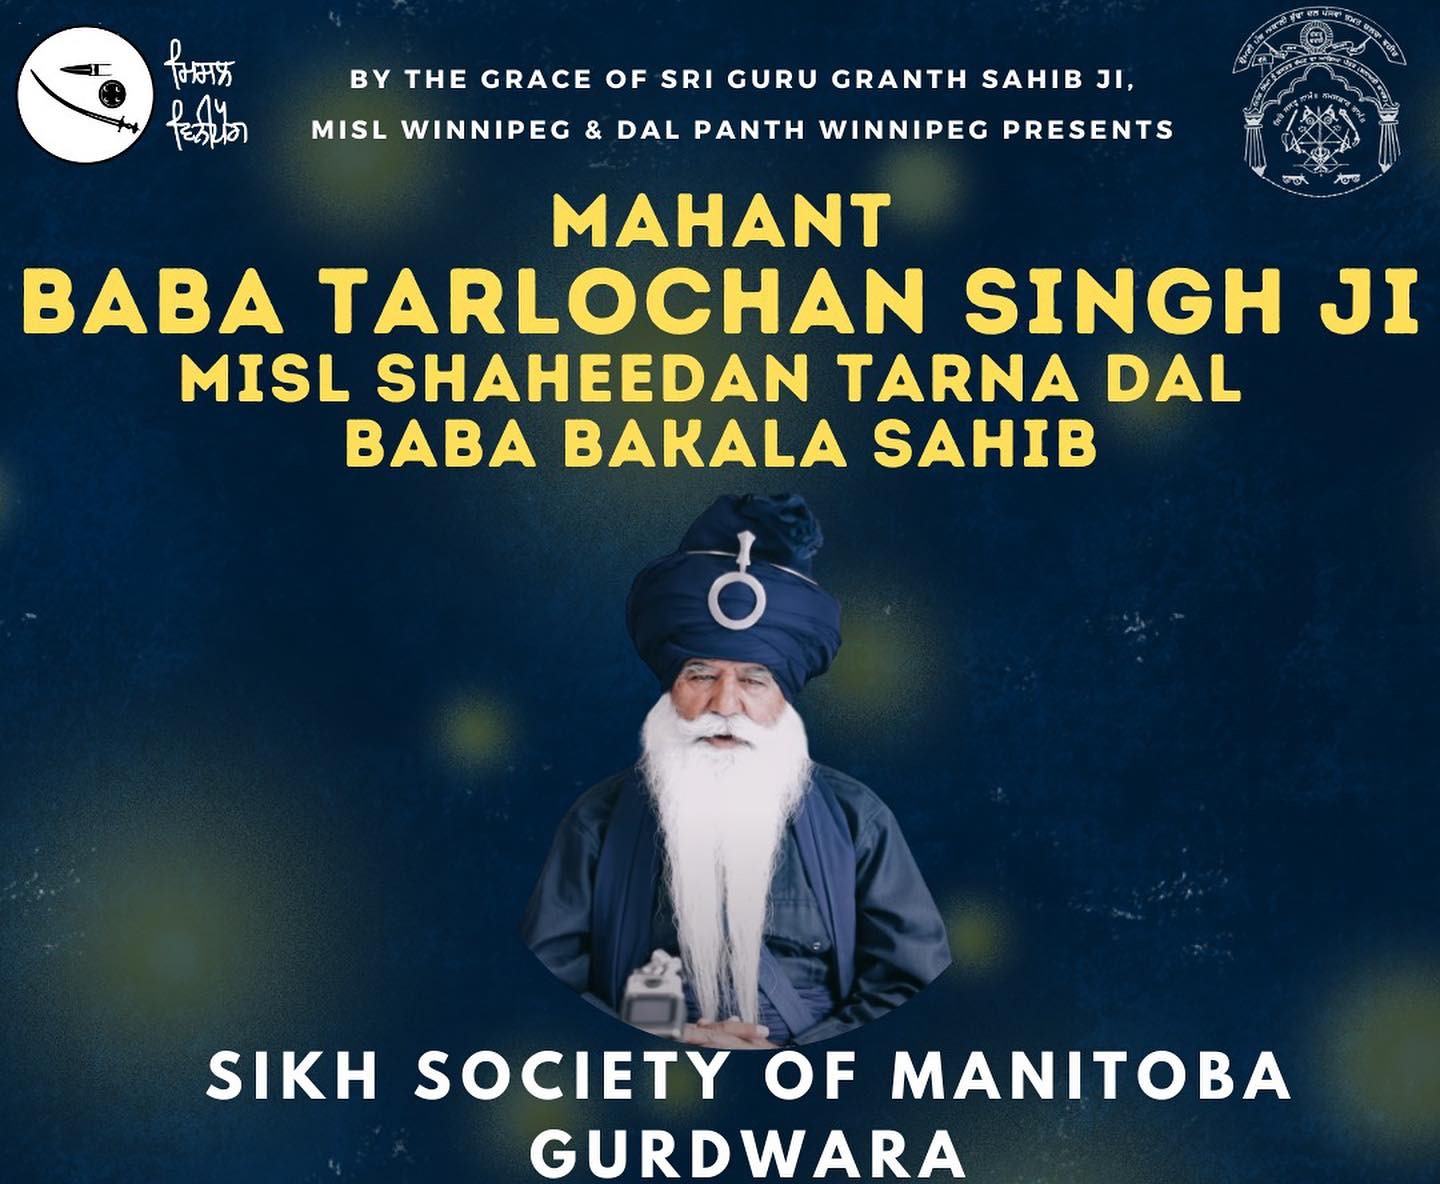 ਮਿਸਲ
ਵਿਨੀਪੈਗ
BY THE GRACE OF SRI GURU GRANTH SAHIB JI,
MISL WINNIPEG & DAL PANTH WINNIPEG PRESENTS
MAHANT
BABA TARLOCHAN SINGH JI
MISL SHAHEEDAN TARNA DAL
BABA BAKALA SAHIB
SIKH SOCIETY OF MANITOBA
GURDWARA